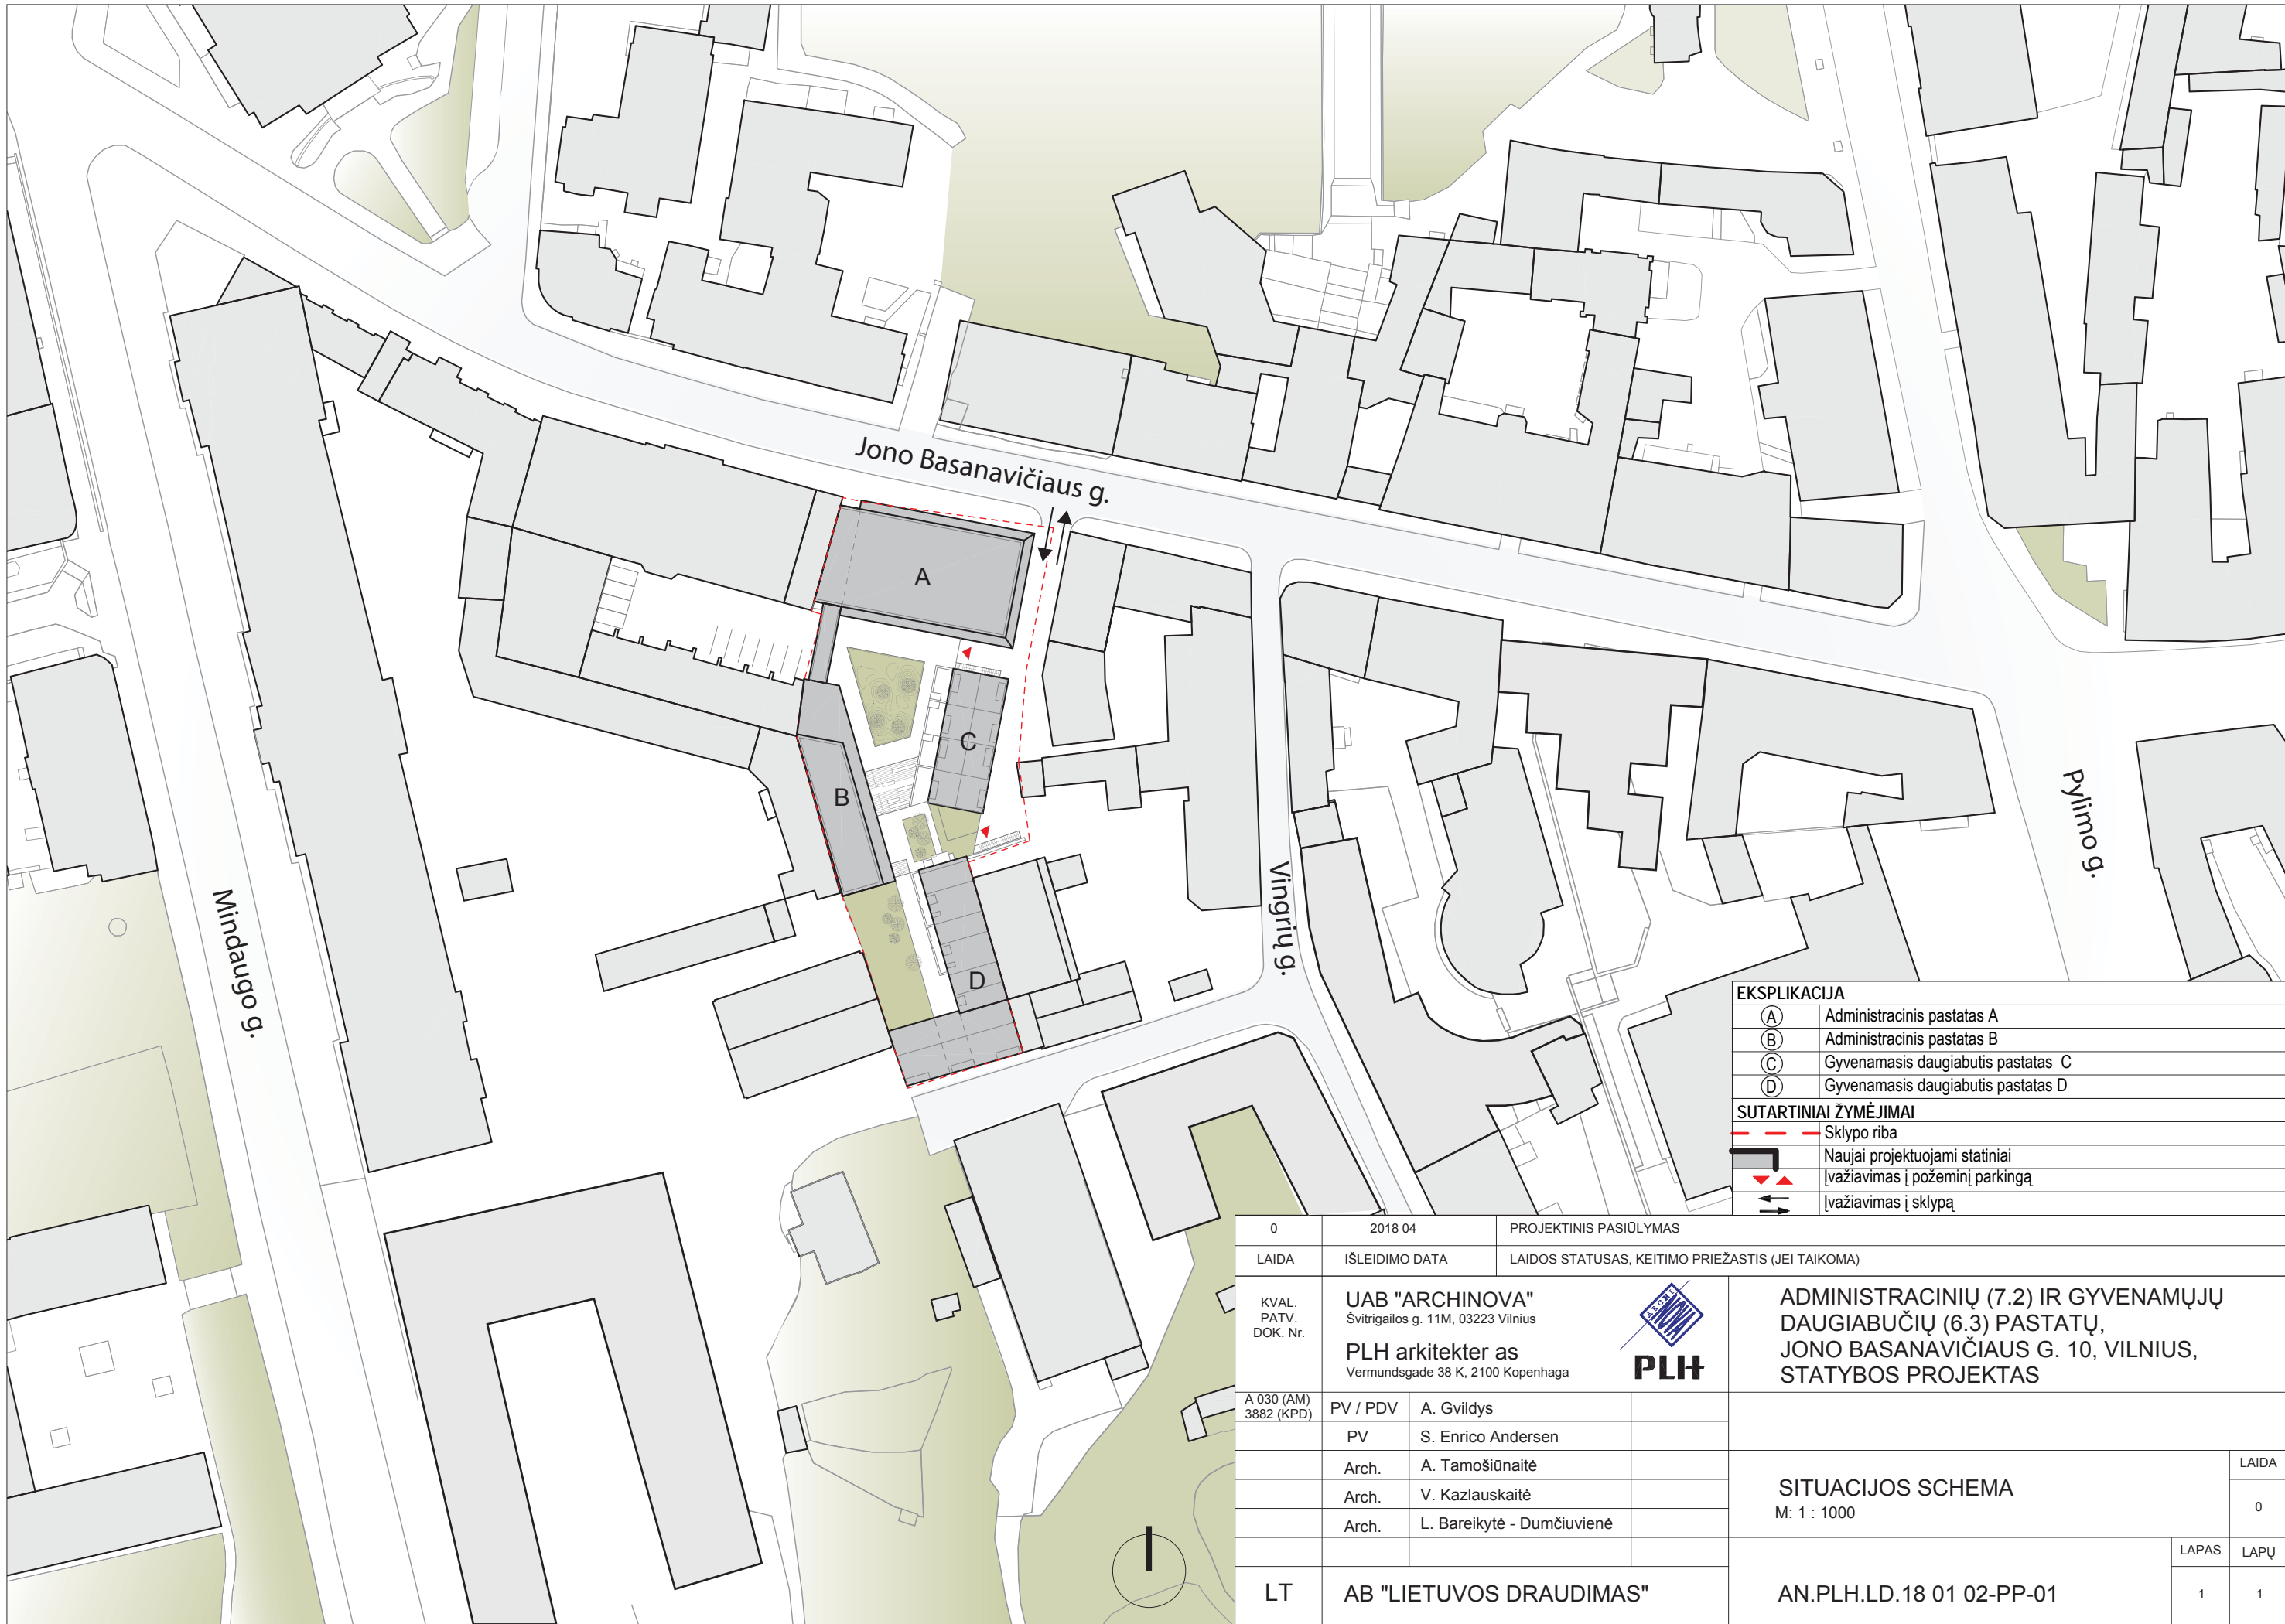 Jono Basanavičiaus g.
A
C
B
D
Mindaugo g.
Vingrių g.
Pylimo g.
EKSPLIKACIJA
A Administracinis pastatas A
B Administracinis pastatas B
C Gyvenamasis daugiabutis pastatas C
D Gyvenamasis daugiabutis pastatas D
SUTARTINIAI ŽYMĖJIMAI
Sklypo riba
Naujai projektuojami statiniai
Įvažiavimas į požeminį parkingą
Įvažiavimas į sklypą
0 2018 04 PROJEKTINIS PASIŪLYMAS
LAIDA IŠLEIDIMO DATA LAIDOS STATUSAS, KEITIMO PRIEŽASTIS (JEI TAIKOMA)
KVAL.
PATV.
DOK. Nr.
UAB "ARCHINOVA"
Švitrigailos g. 11M, 03223 Vilnius
PLH arkitekter as
Vermundsgade 38 K, 2100 Kopenhaga
ARCHI
NOVA
PLH
ADMINISTRACINIŲ (7.2) IR GYVENAMŲJŲ
DAUGIABUČIŲ (6.3) PASTATŲ,
JONO BASANAVIČIAUS G. 10, VILNIUS,
STATYBOS PROJEKTAS
A 030 (AM)
3882 (KPD)
PV / PDV A. Gvildys
PV S. Enrico Andersen
Arch. A. Tamošiūnaitė
Arch. V. Kazlauskaitė
Arch. L. Bareikytė - Dumčiuvienė
SITUACIJOS SCHEMA
M: 1 : 1000
LAIDA
0
LT AB "LIETUVOS DRAUDIMAS"
AN.PLH.LD.18 01 02-PP-01
LAPAS LAPŲ
1 1